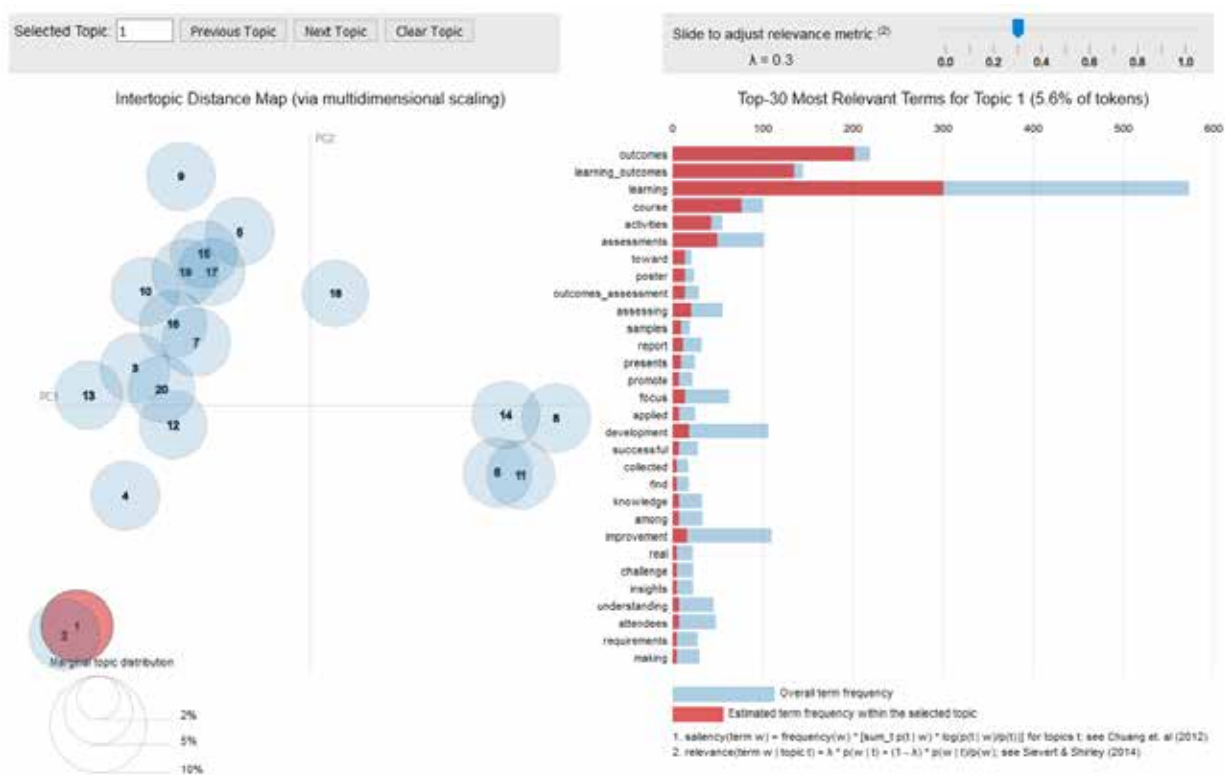 Selected Topic: 1 Previous Topic Next Topic Clear Topic
Slide to adjust relevance metric (2)
λ = 0.3
0.0 0.2 0.4 0.6 0.8 1.0
Intertopic Distance Map (via multidimensional scaling)
PC2
PC1
9
5
15
19
17
10
18
16
7
3
20
13
12
14
8
6
11
4
1
2
Marginal topic distribution
2%
5%
10%
Top-30 Most Relevant Terms for Topic 1 (5.6% of tokens)
0 100 200 300 400 500 600
outcomes
learning_outcomes
learning
course
activities
assessments
toward
poster
outcomes_assessment
assessing
samples
report
presents
promote
focus
applied
development
successful
collected
find
knowledge
among
improvement
real
challenge
insights
understanding
attendees
requirements
making
Overall term frequency
Estimated term frequency within the selected topic
1. saliency(term w) = frequency(w) * [sum_t p(t | w) * log(p(t | w)/p(t))] for topics t; see Chuang et. al (2012)
2. relevance(term w | topic t) = λ * p(w | t) + (1 - λ) * p(w | t)/p(w); see Sievert & Shirley (2014)